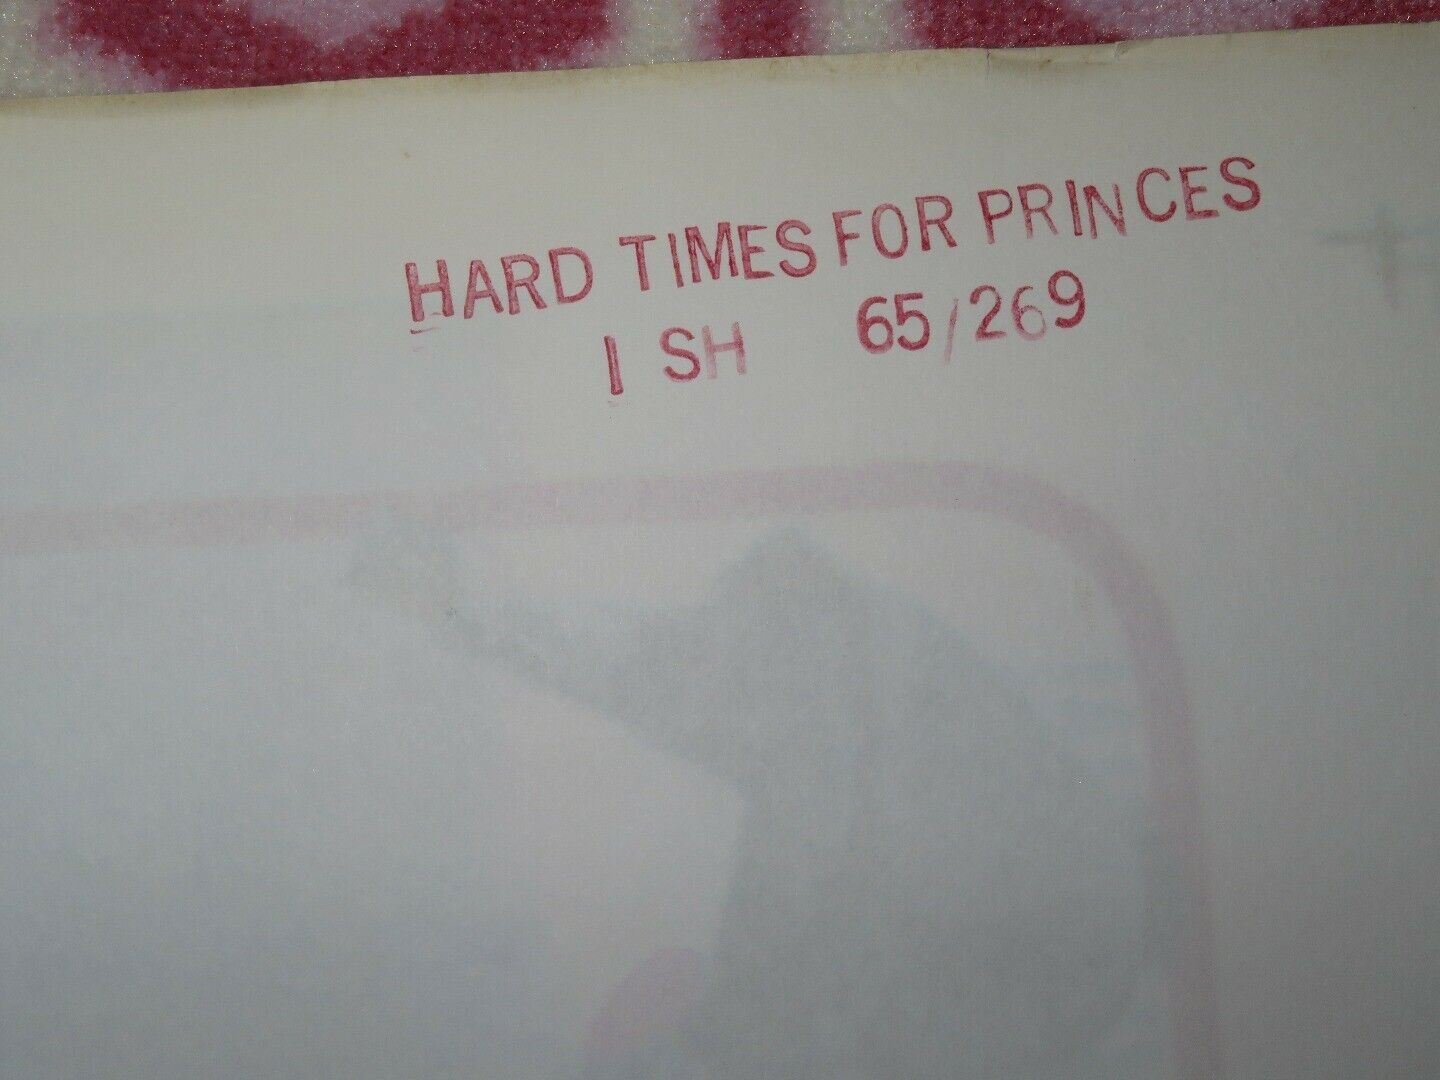 HARD TIMES FOR PRINCES
1 SH 65/269